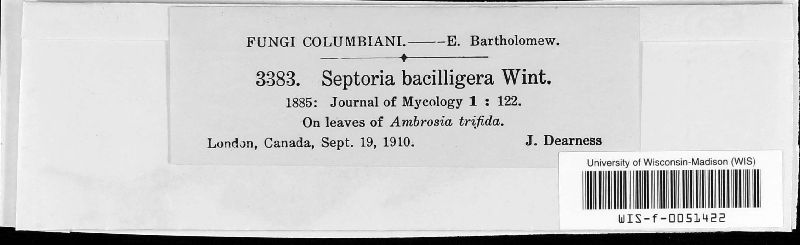 FUNGI COLUMBIANI.——E. Bartholomew.
3383. Septoria bacilligera Wint.
1885: Journal of Mycology 1 : 122.
On leaves of Ambrosia trifida.
London, Canada, Sept. 19, 1910. J. Dearness
University of Wisconsin-Madison (WIS)
WIS-f-0051422